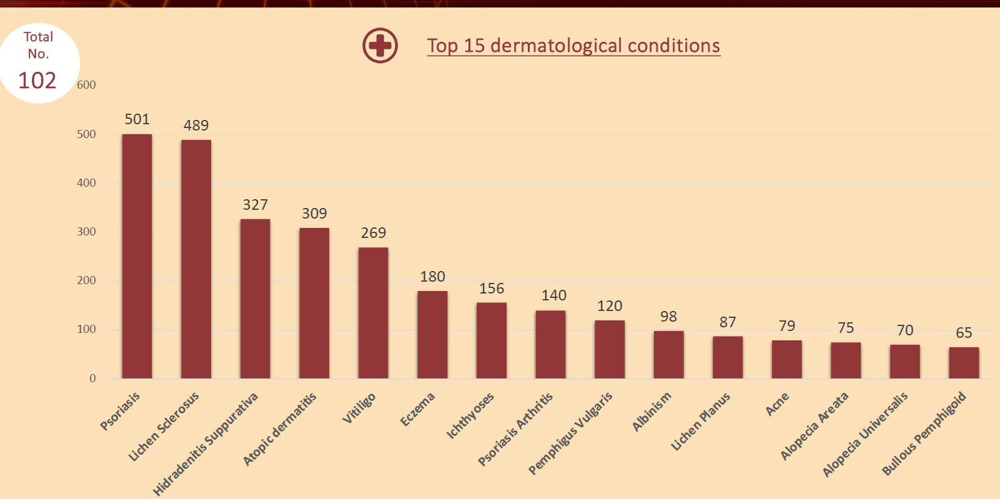 Total
No.
102
Top 15 dermatological conditions
600
500
400
300
200
100
0
501
489
327
309
269
180
156
140
120
98
87
79
75
70
65
Psoriasis
Lichen Sclerosus
Hidradenitis Suppurativa
Atopic dermatitis
Vitiligo
Eczema
Ichthyoses
Psoriasis Arthritis
Pemphigus Vulgaris
Albinism
Lichen Planus
Acne
Alopecia Areata
Alopecia Universalis
Bullous Pemphigoid